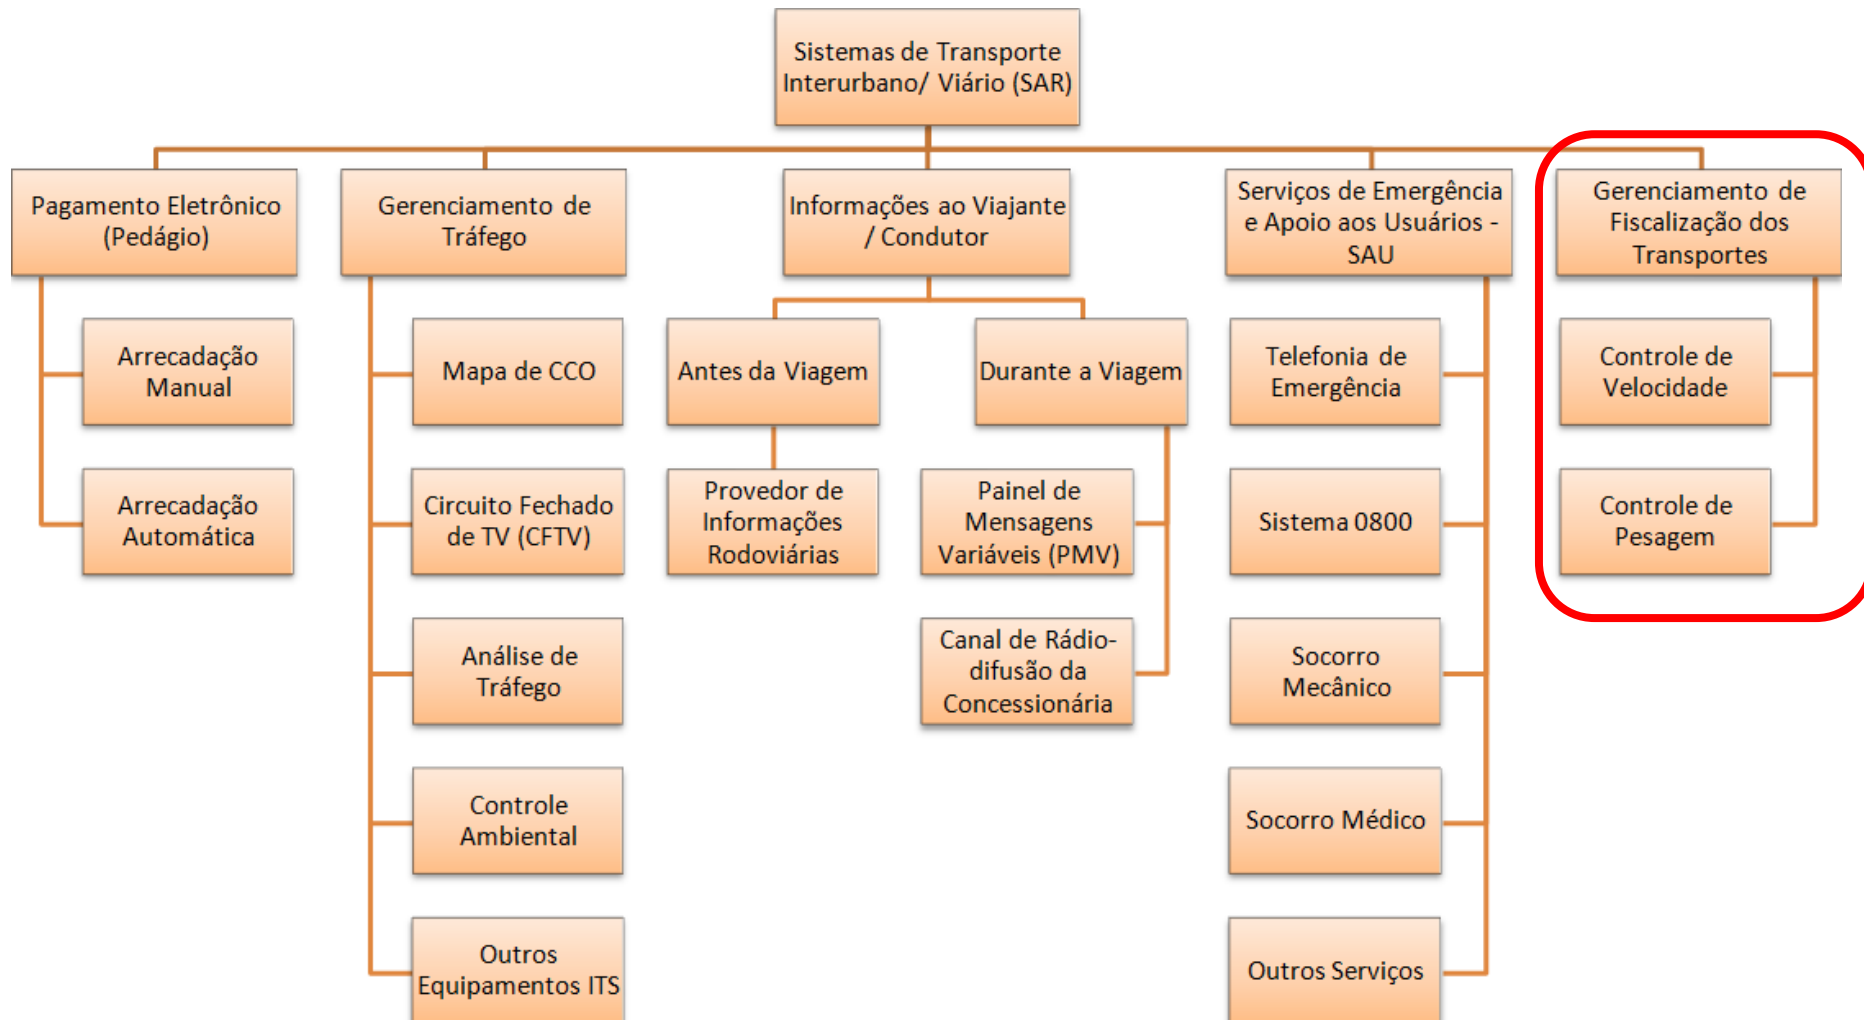 Sistemas de Transporte
Interurbano/ Viário (SAR)
Pagamento Eletrônico
(Pedágio)
Gerenciamento de
Tráfego
Informações ao Viajante
/ Condutor
Serviços de Emergência
e Apoio aos Usuários -
SAU
Gerenciamento de
Fiscalização dos
Transportes
Arrecadação
Manual
Mapa de CCO
Antes da Viagem
Durante a Viagem
Telefonia de
Emergência
Controle de
Velocidade
Arrecadação
Automática
Circuito Fechado
de TV (CFTV)
Provedor de
Informações
Rodoviárias
Painel de
Mensagens
Variáveis (PMV)
Sistema 0800
Controle de
Pesagem
Análise de
Tráfego
Canal de Rádio-
difusão da
Concessionária
Socorro
Mecânico
Controle
Ambiental
Socorro Médico
Outros
Equipamentos ITS
Outros Serviços